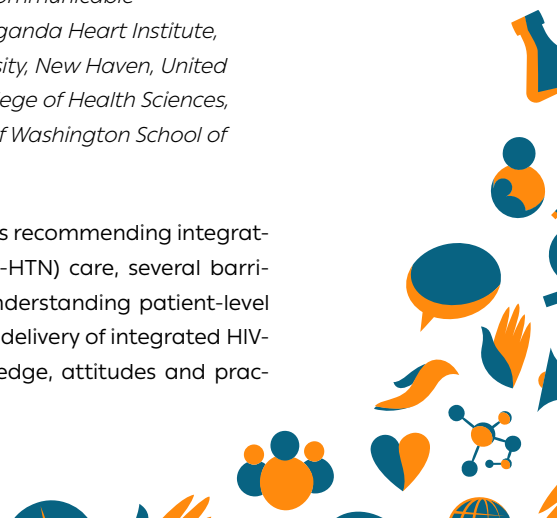 ganda Heart Institute,
sity, New Haven, United
lege of Health Sciences,
f Washington School of
s recommending integrat-
-HTN) care, several barri-
nderstanding patient-level
delivery of integrated HIV-
edge, attitudes and prac-